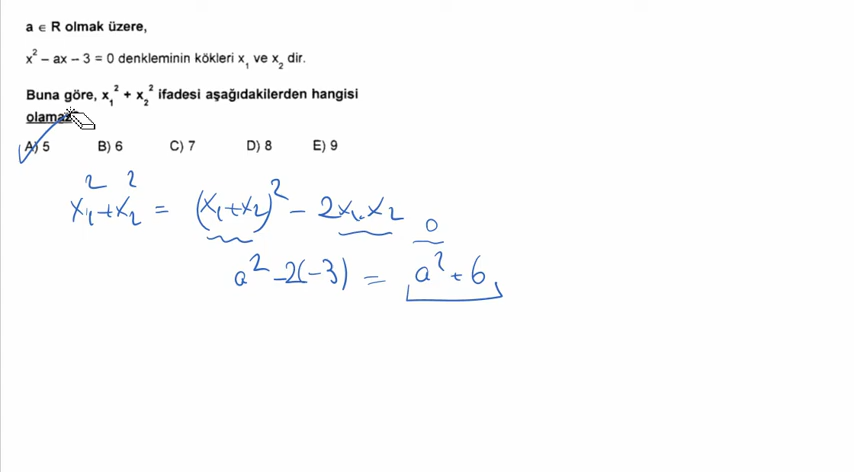 a ∈ R olmak üzere,
x² – ax – 3 = 0 denkleminin kökleri x₁ ve x₂ dir.
Buna göre, x₁² + x₂² ifadesi aşağıdakilerden hangisi
olamaz
A) 5 B) 6 C) 7 D) 8 E) 9
x₁² + x₂² = (x₁+x₂)² – 2x₁.x₂
0
a² – 2(–3) = a² + 6